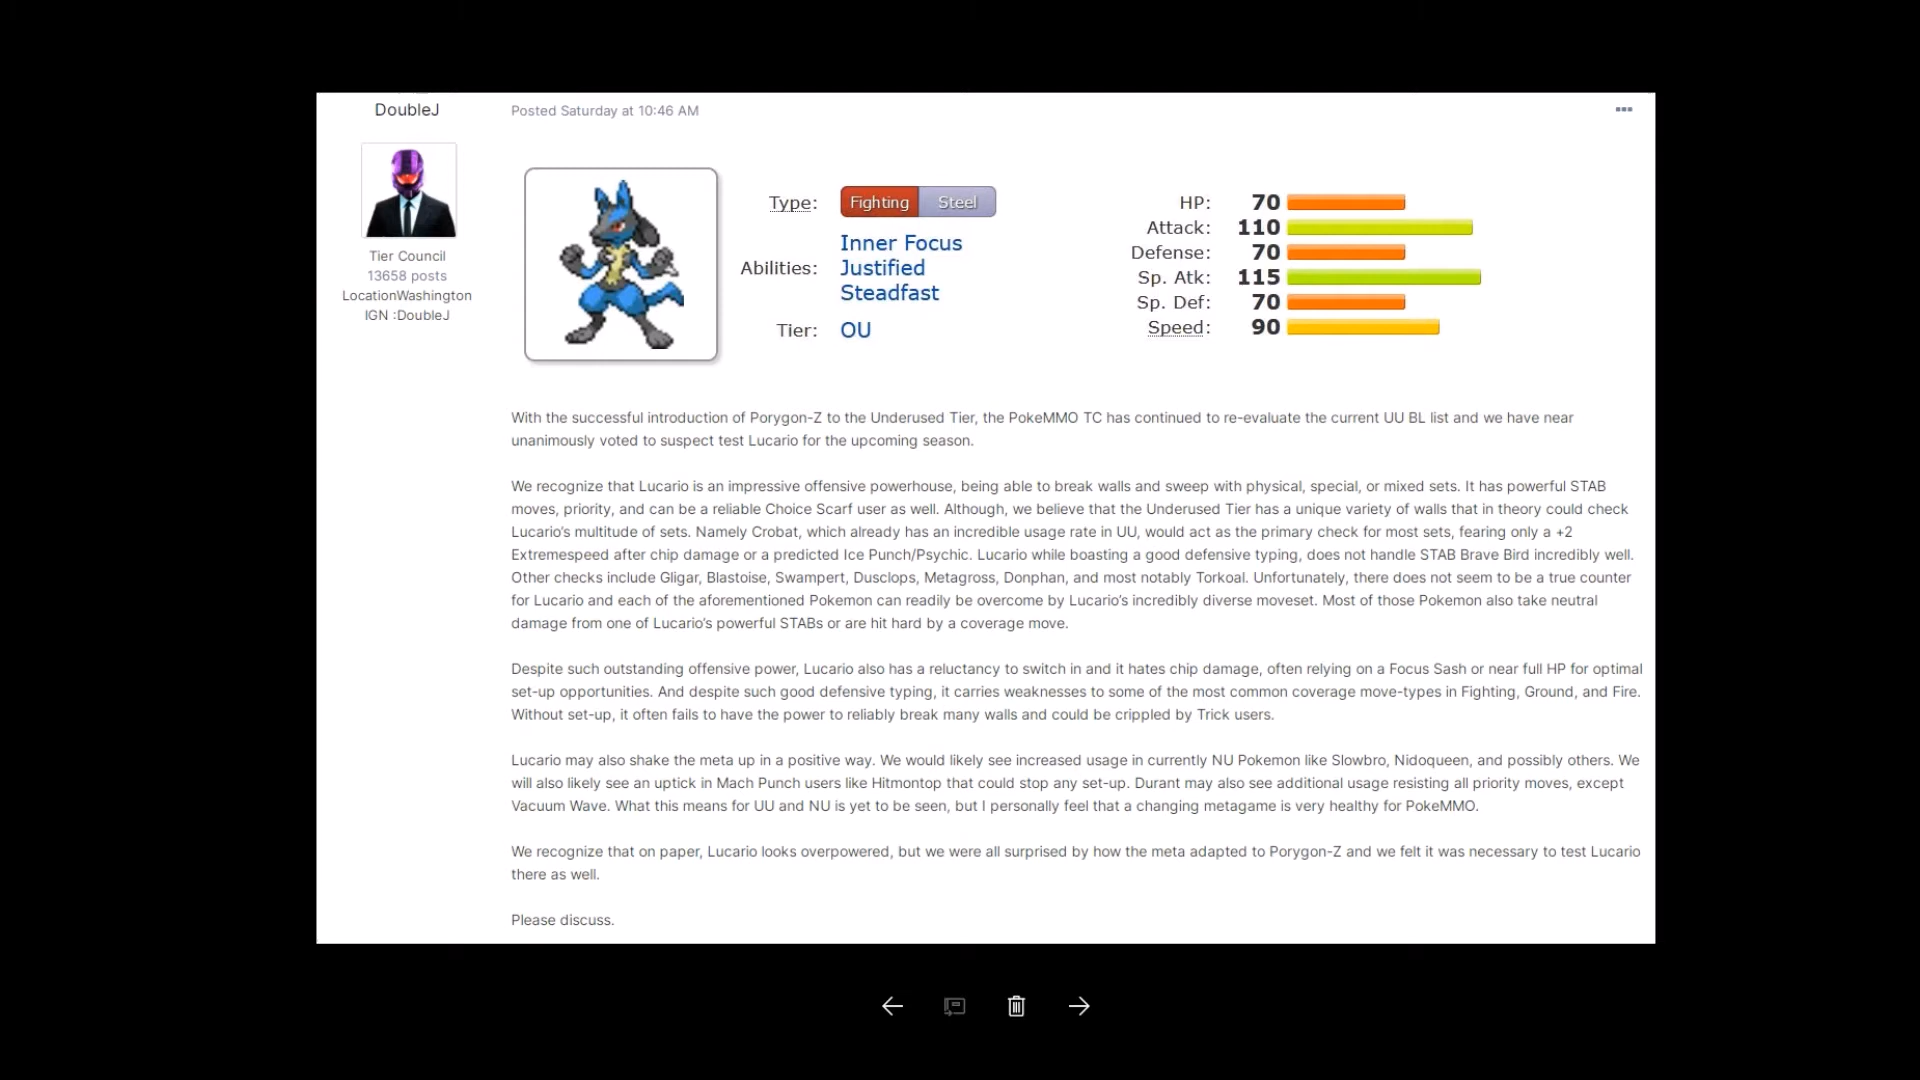 DoubleJ
Posted Saturday at 10:46 AM
Tier Council
13658 posts
LocationWashington
IGN :DoubleJ
Type: Fighting Steel
Abilities: Inner Focus
Justified
Steadfast
Tier: OU
HP: 70
Attack: 110
Defense: 70
Sp. Atk: 115
Sp. Def: 70
Speed: 90
With the successful introduction of Porygon-Z to the Underused Tier, the PokeMMO TC has continued to re-evaluate the current UU BL list and we have near
unanimously voted to suspect test Lucario for the upcoming season.
We recognize that Lucario is an impressive offensive powerhouse, being able to break walls and sweep with physical, special, or mixed sets. It has powerful STAB
moves, priority, and can be a reliable Choice Scarf user as well. Although, we believe that the Underused Tier has a unique variety of walls that in theory could check
Lucario's multitude of sets. Namely Crobat, which already has an incredible usage rate in UU, would act as the primary check for most sets, fearing only a +2
Extremespeed after chip damage or a predicted Ice Punch/Psychic. Lucario while boasting a good defensive typing, does not handle STAB Brave Bird incredibly well.
Other checks include Gligar, Blastoise, Swampert, Dusclops, Metagross, Donphan, and most notably Torkoal. Unfortunately, there does not seem to be a true counter
for Lucario and each of the aforementioned Pokemon can readily be overcome by Lucario's incredibly diverse moveset. Most of those Pokemon also take neutral
damage from one of Lucario's powerful STABs or are hit hard by a coverage move.
Despite such outstanding offensive power, Lucario also has a reluctancy to switch in and it hates chip damage, often relying on a Focus Sash or near full HP for optimal
set-up opportunities. And despite such good defensive typing, it carries weaknesses to some of the most common coverage move-types in Fighting, Ground, and Fire.
Without set-up, it often fails to have the power to reliably break many walls and could be crippled by Trick users.
Lucario may also shake the meta up in a positive way. We would likely see increased usage in currently NU Pokemon like Slowbro, Nidoqueen, and possibly others. We
will also likely see an uptick in Mach Punch users like Hitmontop that could stop any set-up. Durant may also see additional usage resisting all priority moves, except
Vacuum Wave. What this means for UU and NU is yet to be seen, but I personally feel that a changing metagame is very healthy for PokeMMO.
We recognize that on paper, Lucario looks overpowered, but we were all surprised by how the meta adapted to Porygon-Z and we felt it was necessary to test Lucario
there as well.
Please discuss.